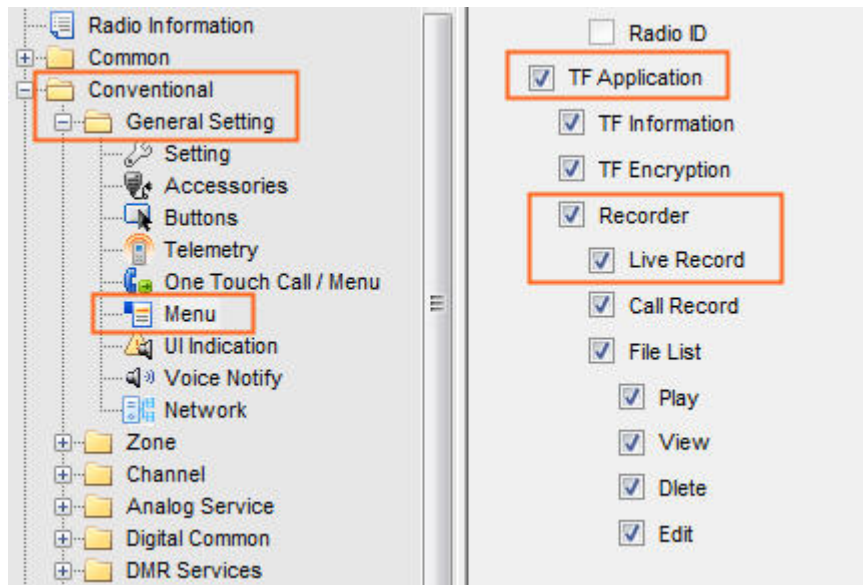 Radio Information
Common
Conventional
General Setting
Setting
Accessories
Buttons
Telemetry
One Touch Call / Menu
Menu
UI Indication
Voice Notify
Network
Zone
Channel
Analog Service
Digital Common
DMR Services
Radio ID
TF Application
TF Information
TF Encryption
Recorder
Live Record
Call Record
File List
Play
View
Dlete
Edit